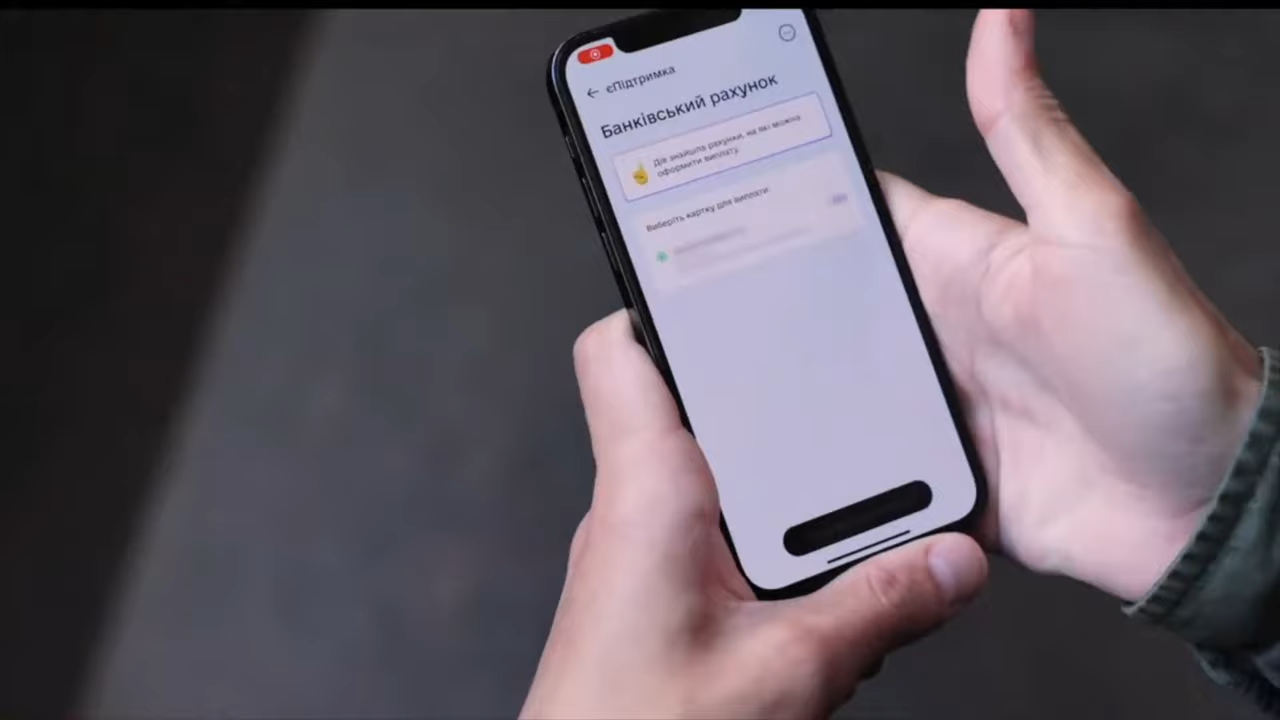 єПідтримка
Банківський рахунок
Дія знайшла рахунки, на які можна
оформити виплату.
Виберіть картку для виплати: